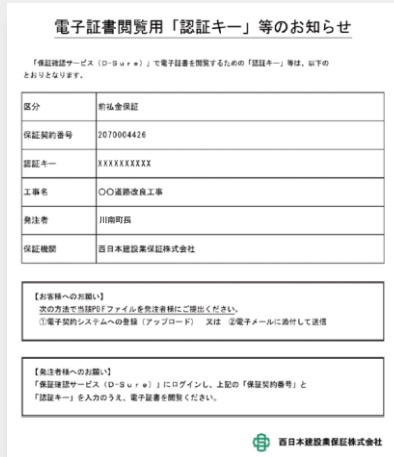 電子証書閲覧用「認証キー」等のお知らせ
「保証確認サービス（D-Sure）」で電子証書を閲覧するための「認証キー」等は、以下の
とおりとなります。
区分 前払金保証
保証契約番号 2070004426
認証キー XXXXXXXXXX
工事名 〇〇道路改良工事
発注者 川南町長
保証機関 西日本建設業保証株式会社
【お客様へのお願い】
次の方法で当該PDFファイルを発注者様にご提出ください。
①電子契約システムへの登録（アップロード） 又は ②電子メールに添付して送信
【発注者様へのお願い】
「保証確認サービス（D-Sure）」にログインし、上記の「保証契約番号」と
「認証キー」を入力のうえ、電子証書を閲覧ください。
西日本建設業保証株式会社